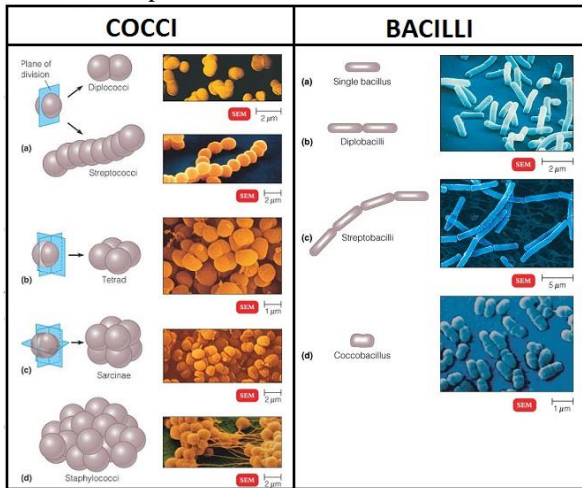 COCCI
Plane of
division
Diplococci
SEM
2 µm
(a)
Streptococci
SEM
2 µm
(b)
Tetrad
SEM
1 µm
(c)
Sarcinae
SEM
2 µm
(d)
Staphylococci
SEM
2 µm
BACILLI
(a)
Single bacillus
(b)
Diplobacilli
SEM
2 µm
(c)
Streptobacilli
SEM
5 µm
(d)
Coccobacillus
SEM
1 µm